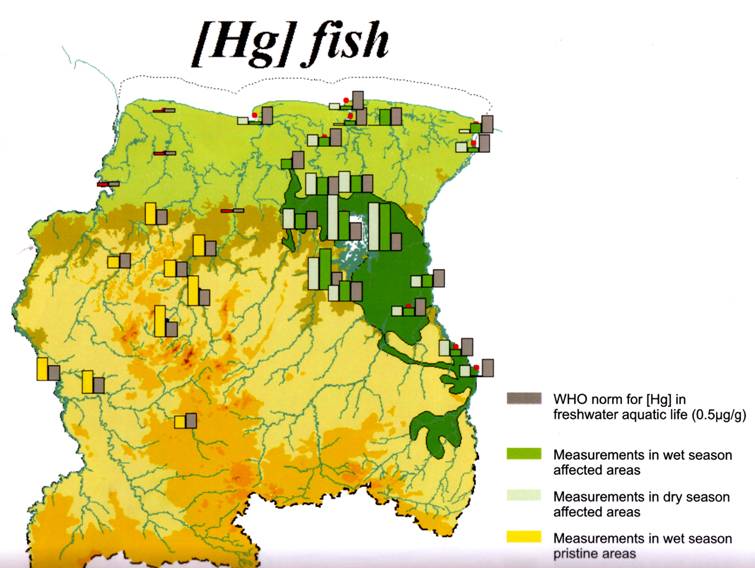 [Hg] fish
WHO norm for [Hg] in
freshwater aquatic life (0.5µg/g)
Measurements in wet season
affected areas
Measurements in dry season
affected areas
Measurements in wet season
pristine areas